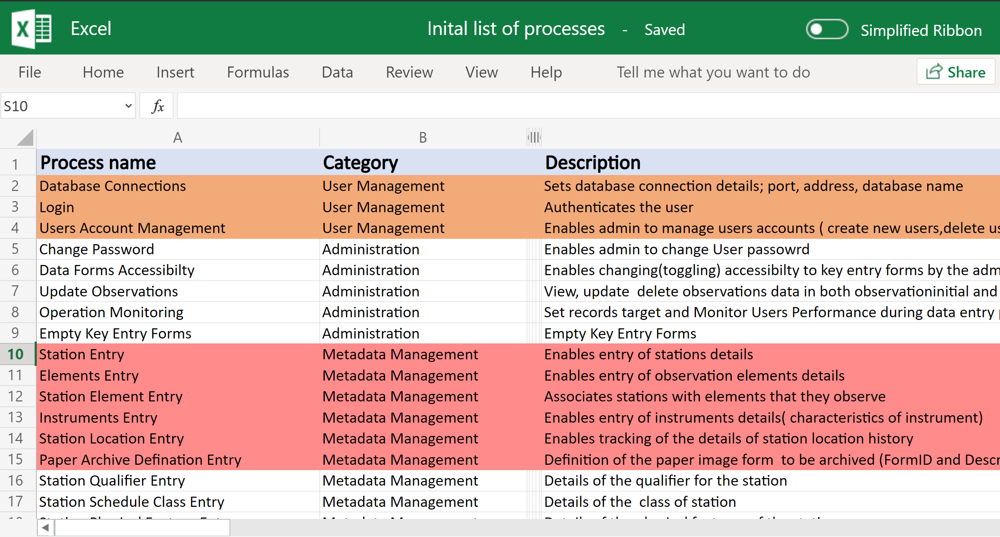 Excel Inital list of processes - Saved Simplified Ribbon
File Home Insert Formulas Data Review View Help Tell me what you want to do Share
S10 fx
A B
1 Process name Category Description
2 Database Connections User Management Sets database connection details; port, address, database name
3 Login User Management Authenticates the user
4 Users Account Management User Management Enables admin to manage users accounts ( create new users,delete us
5 Change Password Administration Enables admin to change User passowrd
6 Data Forms Accessibilty Administration Enables changing(toggling) accessibilty to key entry forms by the adm
7 Update Observations Administration View, update  delete observations data in both observationinitial and
8 Operation Monitoring Administration Set records target and Monitor Users Performance during data entry
9 Empty Key Entry Forms Administration Empty Key Entry Forms
10 Station Entry Metadata Management Enables entry of stations details
11 Elements Entry Metadata Management Enables entry of observation elements details
12 Station Element Entry Metadata Management Associates stations with elements that they observe
13 Instruments Entry Metadata Management Enables entry of instruments details( characteristics of instrument)
14 Station Location Entry Metadata Management Enables tracking of the details of station location history
15 Paper Archive Defination Entry Metadata Management Definition of the paper image form  to be archived (FormID and Descr
16 Station Qualifier Entry Metadata Management Details of the qualifier for the station
17 Station Schedule Class Entry Metadata Management Details of the  class of station